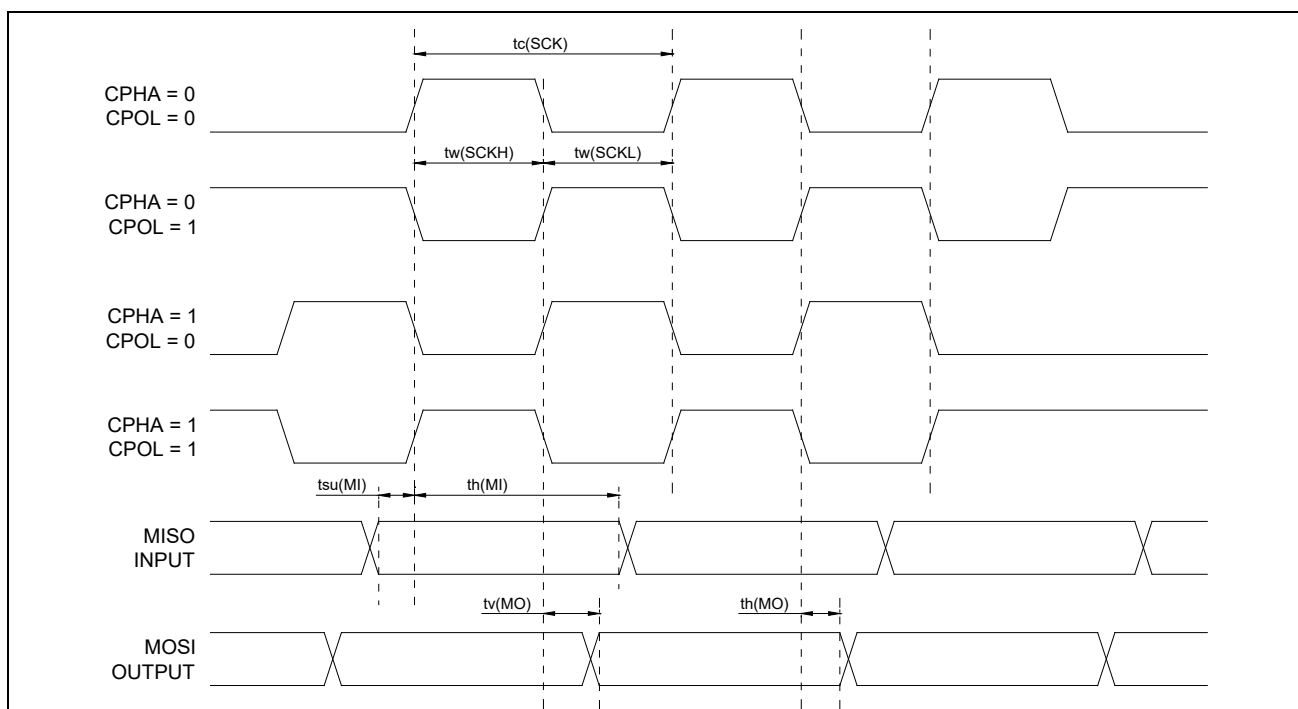 tc(SCK)
CPHA = 0
CPOL = 0
tw(SCKH)
tw(SCKL)
CPHA = 0
CPOL = 1
CPHA = 1
CPOL = 0
CPHA = 1
CPOL = 1
tsu(MI)
th(MI)
MISO
INPUT
tv(MO)
th(MO)
MOSI
OUTPUT